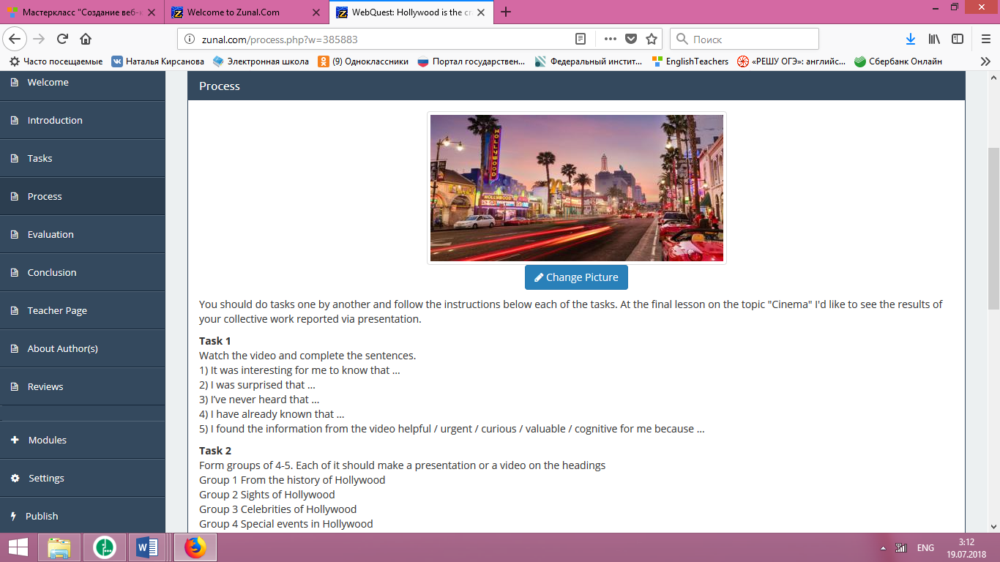 Мастеркласс "Создание веб-к
Welcome to Zunal.Com
WebQuest: Hollywood is the cr
zunal.com/process.php?w=385883
Поиск
Часто посещаемые
Наталья Кирсанова
Электронная школа
(9) Одноклассники
Портал государствен...
Федеральный инстит...
EnglishTeachers
«РЕШУ ОГЭ»: английс...
Сбербанк Онлайн
Welcome
Introduction
Tasks
Process
Evaluation
Conclusion
Teacher Page
About Author(s)
Reviews
Modules
Settings
Publish
Process
HOLLYWOOD
HOLLYWOOD
Change Picture
You should do tasks one by another and follow the instructions below each of the tasks. At the final lesson on the topic "Cinema" I'd like to see the results of
your collective work reported via presentation.
Task 1
Watch the video and complete the sentences.
1) It was interesting for me to know that ...
2) I was surprised that ...
3) I’ve never heard that ...
4) I have already known that ...
5) I found the information from the video helpful / urgent / curious / valuable / cognitive for me because ...
Task 2
Form groups of 4-5. Each of it should make a presentation or a video on the headings
Group 1 From the history of Hollywood
Group 2 Sights of Hollywood
Group 3 Celebrities of Hollywood
Group 4 Special events in Hollywood
ENG
3:12
19.07.2018